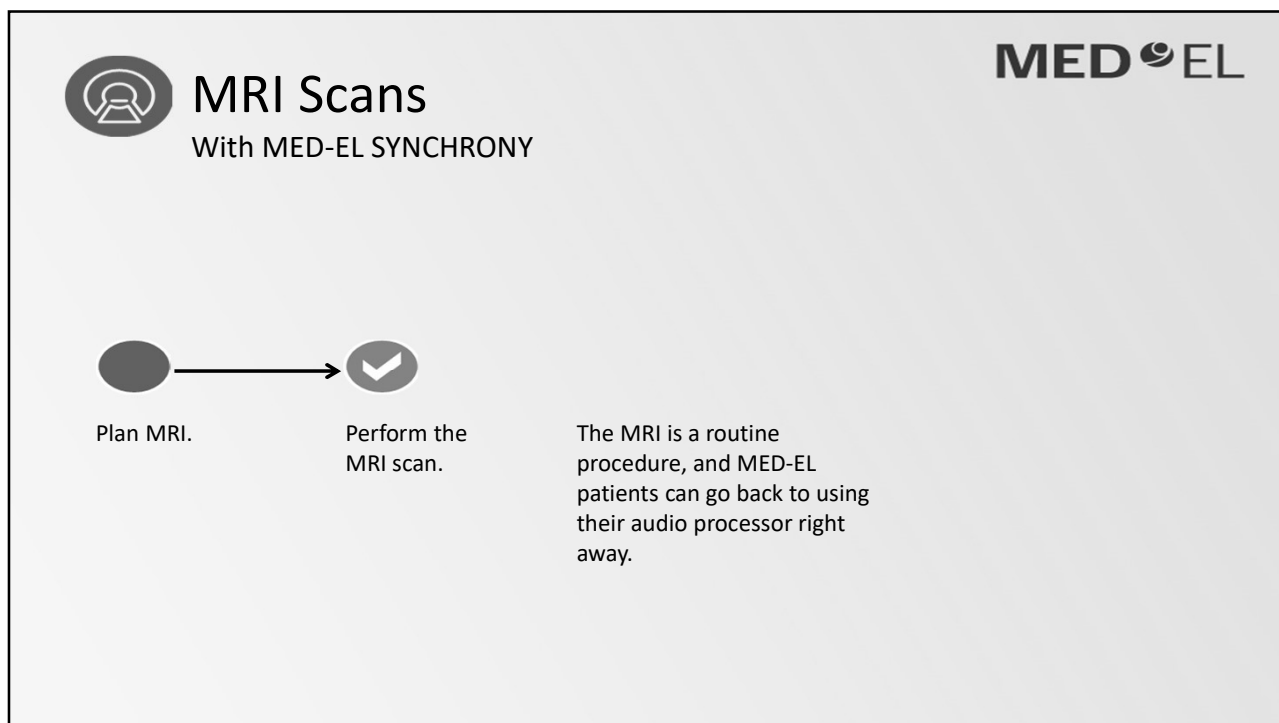 MED EL
MRI Scans
With MED-EL SYNCHRONY
Plan MRI.
Perform the
MRI scan.
The MRI is a routine
procedure, and MED-EL
patients can go back to using
their audio processor right
away.